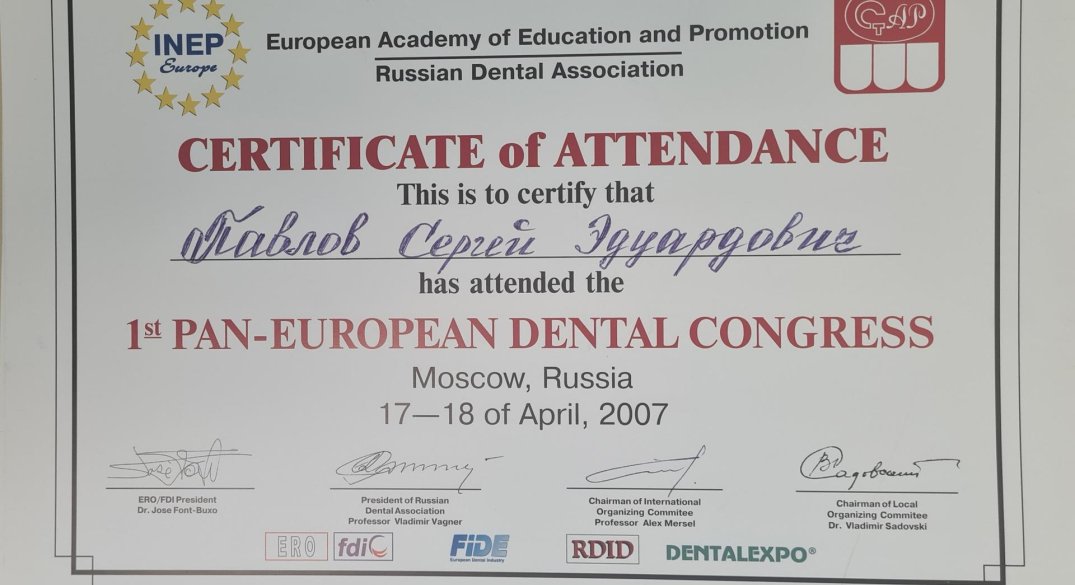 INEP
Europe
European Academy of Education and Promotion
Russian Dental Association
СтАР
CERTIFICATE of ATTENDANCE
This is to certify that
Павлов Сергей Эдуардович
has attended the
1st PAN-EUROPEAN DENTAL CONGRESS
Moscow, Russia
17—18 of April, 2007
ERO/FDI President
Dr. Jose Font-Buxo
President of Russian
Dental Association
Professor Vladimir Vagner
Chairman of International
Organizing Commitee
Professor Alex Mersel
Chairman of Local
Organizing Commitee
Dr. Vladimir Sadovski
ERO
fdi
FiDE
European Dental Industry
RDID
DENTALEXPO®